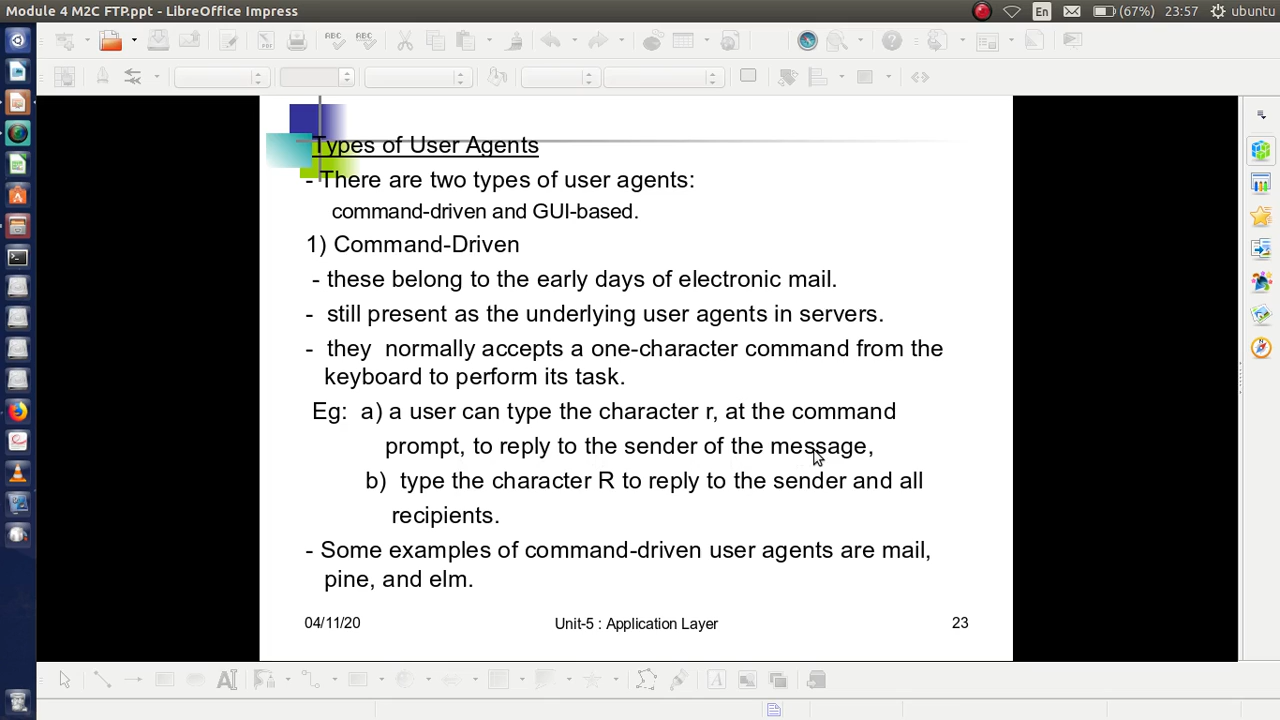 Module 4 M2C FTP.ppt - LibreOffice Impress
En (67%) 23:57 ubuntu
Types of User Agents
- There are two types of user agents:
command-driven and GUI-based.
1) Command-Driven
- these belong to the early days of electronic mail.
- still present as the underlying user agents in servers.
- they normally accepts a one-character command from the
keyboard to perform its task.
Eg: a) a user can type the character r, at the command
prompt, to reply to the sender of the message,
b) type the character R to reply to the sender and all
recipients.
- Some examples of command-driven user agents are mail,
pine, and elm.
04/11/20 Unit-5 : Application Layer 23